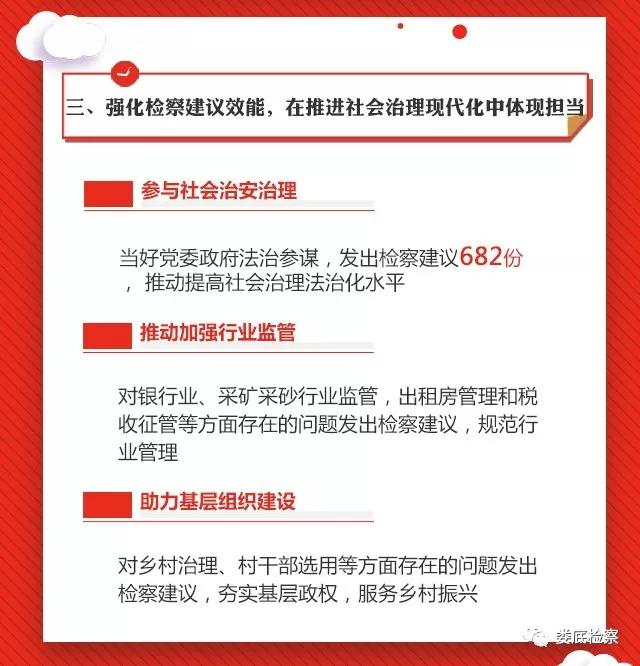 三、强化检察建议效能，在推进社会治理现代化中体现担当
参与社会治安治理
当好党委政府法治参谋，发出检察建议682份
，推动提高社会治理法治化水平
推动加强行业监管
对银行业、采矿采砂行业监管，出租房管理和税
收征管等方面存在的问题发出检察建议，规范行
业管理
助力基层组织建设
对乡村治理、村干部选用等方面存在的问题发出
检察建议，夯实基层政权，服务乡村振兴
娄底检察